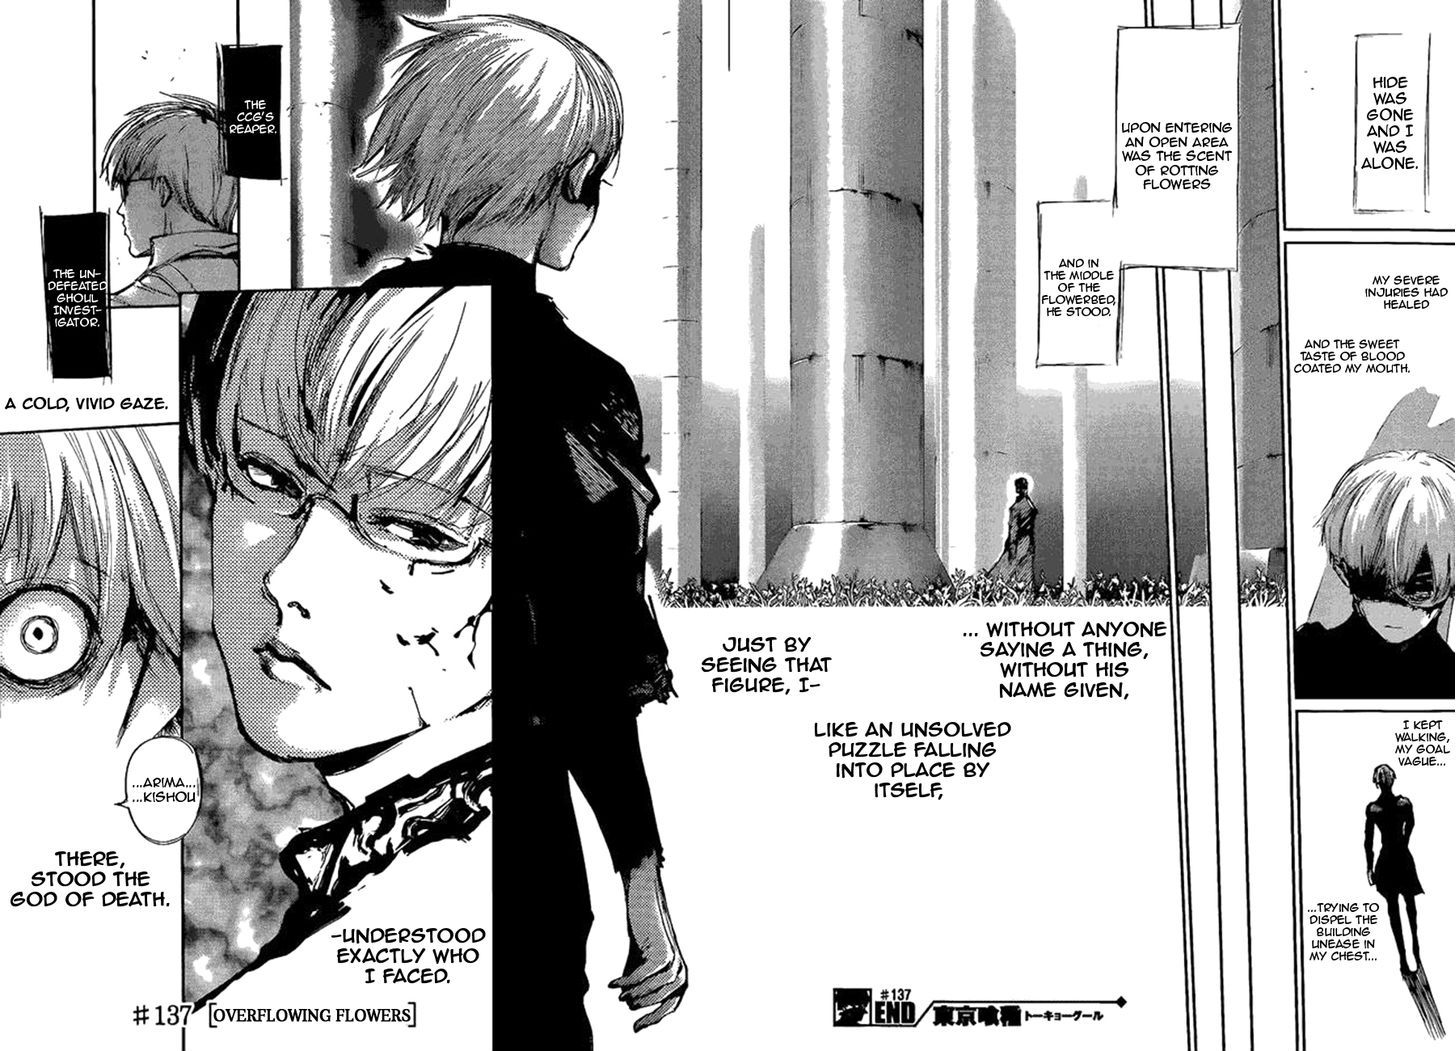 HIDE
WAS
GONE
AND I
WAS
ALONE.
MY SEVERE
INJURIES HAD
HEALED
AND THE SWEET
TASTE OF BLOOD
COATED MY MOUTH.
I KEPT
WALKING,
MY GOAL
VAGUE...
...TRYING TO
DISPEL THE
BUILDING
UNEASE IN
MY CHEST...
UPON ENTERING
AN OPEN AREA
WAS THE SCENT
OF ROTTING
FLOWERS
AND IN
THE MIDDLE
OF THE
FLOWERBED,
HE STOOD.
... WITHOUT ANYONE
SAYING A THING,
WITHOUT HIS
NAME GIVEN,
LIKE AN UNSOLVED
PUZZLE FALLING
INTO PLACE BY
ITSELF,
JUST BY
SEEING THAT
FIGURE, I-
-UNDERSTOOD
EXACTLY WHO
I FACED.
THE
CCG'S
REAPER.
THE UN-
DEFEATED
GHOUL
INVEST-
IGATOR.
A COLD, VIVID GAZE.
...ARIMA...
...KISHOU
THERE,
STOOD THE
GOD OF DEATH.
#137 [OVERFLOWING FLOWERS]
#137
END 東京喰種 トーキョーグール